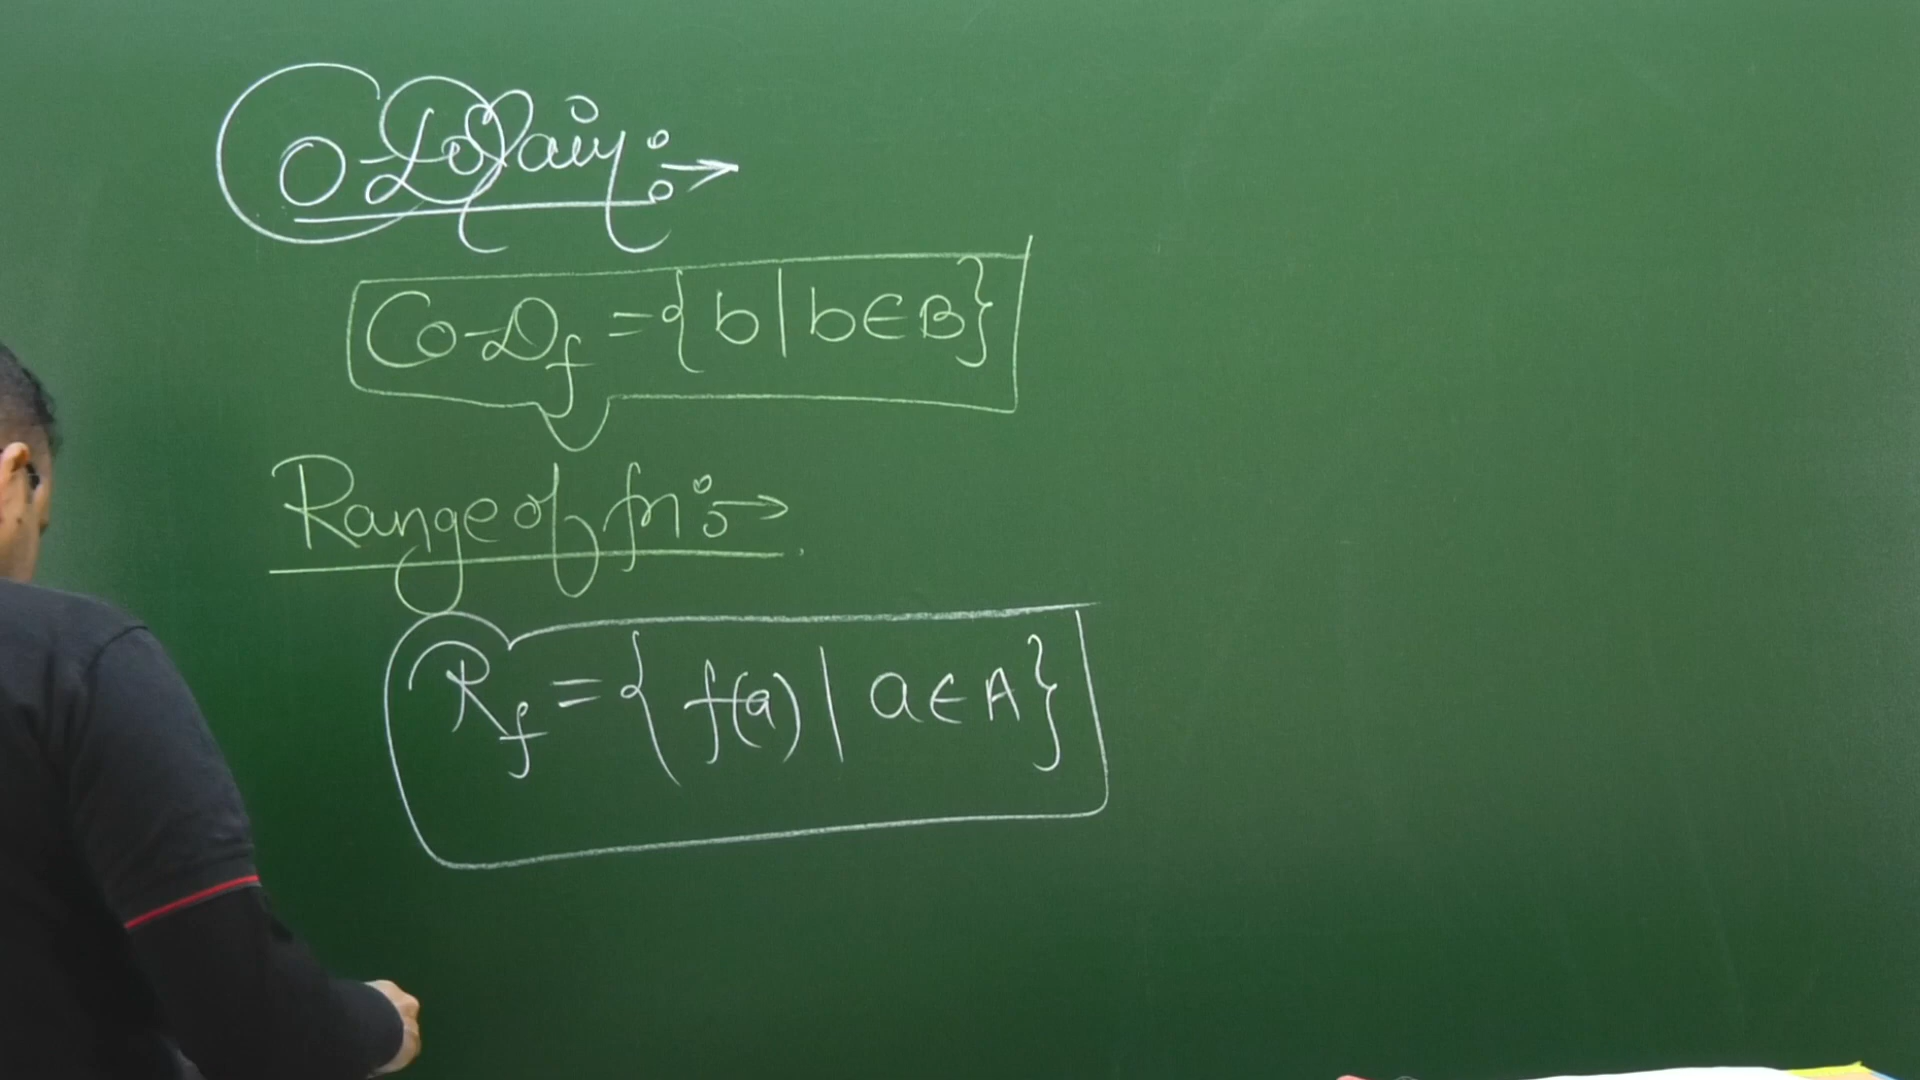 Co-Domain :→
Co-D_f = { b | b ∈ B }
Range of fn :→
R_f = { f(a) | a ∈ A }